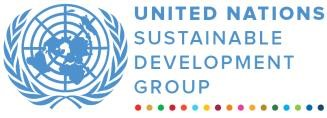 UNITED NATIONS
SUSTAINABLE
DEVELOPMENT
GROUP